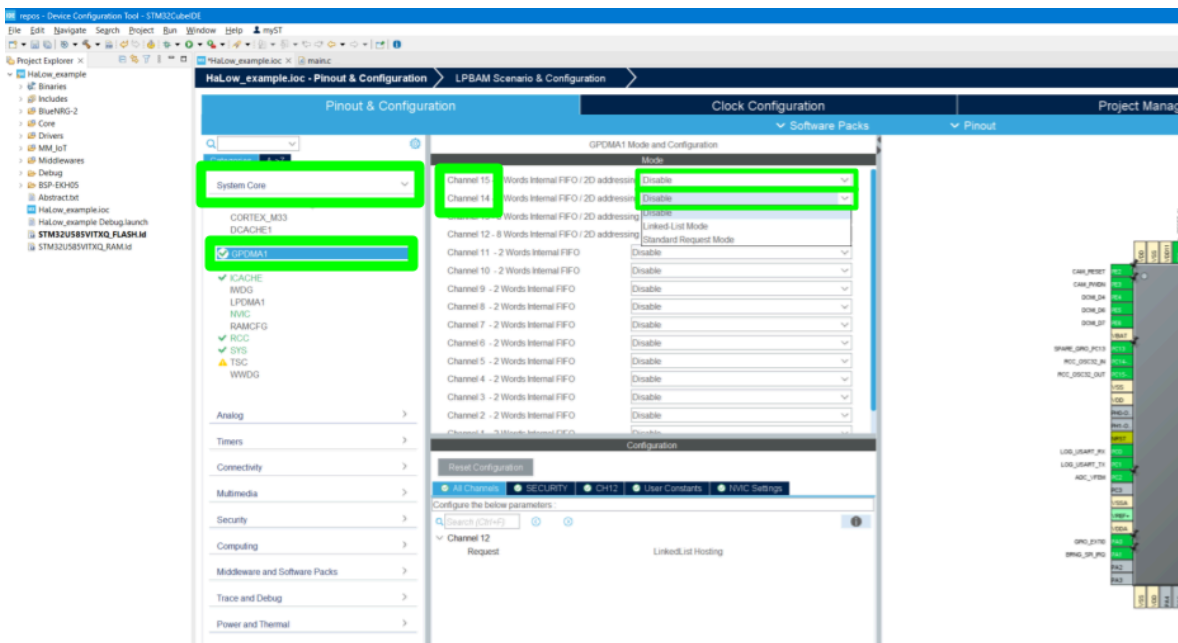 repos - Device Configuration Tool - STM32CubeIDE
File Edit Navigate Search Project Run Window Help myST
Project Explorer
*HaLow_example.ioc
main.c
HaLow_example
Binaries
Includes
BlueNRG-2
Core
Drivers
MM_IoT
Middlewares
Debug
BSP-EKH05
Abstract.txt
HaLow_example.ioc
HaLow_example Debug.launch
STM32U585VITXQ_FLASH.ld
STM32U585VITXQ_RAM.ld
HaLow_example.ioc - Pinout & Configuration
LPBAM Scenario & Configuration
Pinout & Configuration
Clock Configuration
Project Manag
Software Packs
Pinout
System Core
CORTEX_M33
DCACHE1
GPDMA1
ICACHE
IWDG
LPDMA1
NVIC
RAMCFG
RCC
SYS
TSC
WWDG
Analog
Timers
Connectivity
Multimedia
Security
Computing
Middleware and Software Packs
Trace and Debug
Power and Thermal
GPDMA1 Mode and Configuration
Mode
Channel 15 Words Internal FIFO / 2D addressin Disable
Channel 14 Words Internal FIFO / 2D addressin Disable
Words Internal FIFO / 2D addressing Disable
Linked-List Mode
Channel 12 - 8 Words Internal FIFO / 2D addressing Standard Request Mode
Channel 11 - 2 Words Internal FIFO Disable
Channel 10 - 2 Words Internal FIFO Disable
Channel 9 - 2 Words Internal FIFO Disable
Channel 8 - 2 Words Internal FIFO Disable
Channel 7 - 2 Words Internal FIFO Disable
Channel 6 - 2 Words Internal FIFO Disable
Channel 5 - 2 Words Internal FIFO Disable
Channel 4 - 2 Words Internal FIFO Disable
Channel 3 - 2 Words Internal FIFO Disable
Channel 2 - 2 Words Internal FIFO Disable
Configuration
Reset Configuration
All Channels SECURITY CH12 User Constants NVIC Settings
Configure the below parameters :
Search (Ctrl+F)
Channel 12
Request LinkedList Hosting
CAM_RESET
CAM_PWDN
DCMI_D4
DCMI_D6
DCMI_D7
VBAT
SPARE_GPIO_PC13
RCC_OSC32_IN
RCC_OSC32_OUT
VSS
VDD
NRST
LOG_USART_RX
LOG_USART_TX
PC3
VSSA
VREF+
VDDA
PA2
PA3